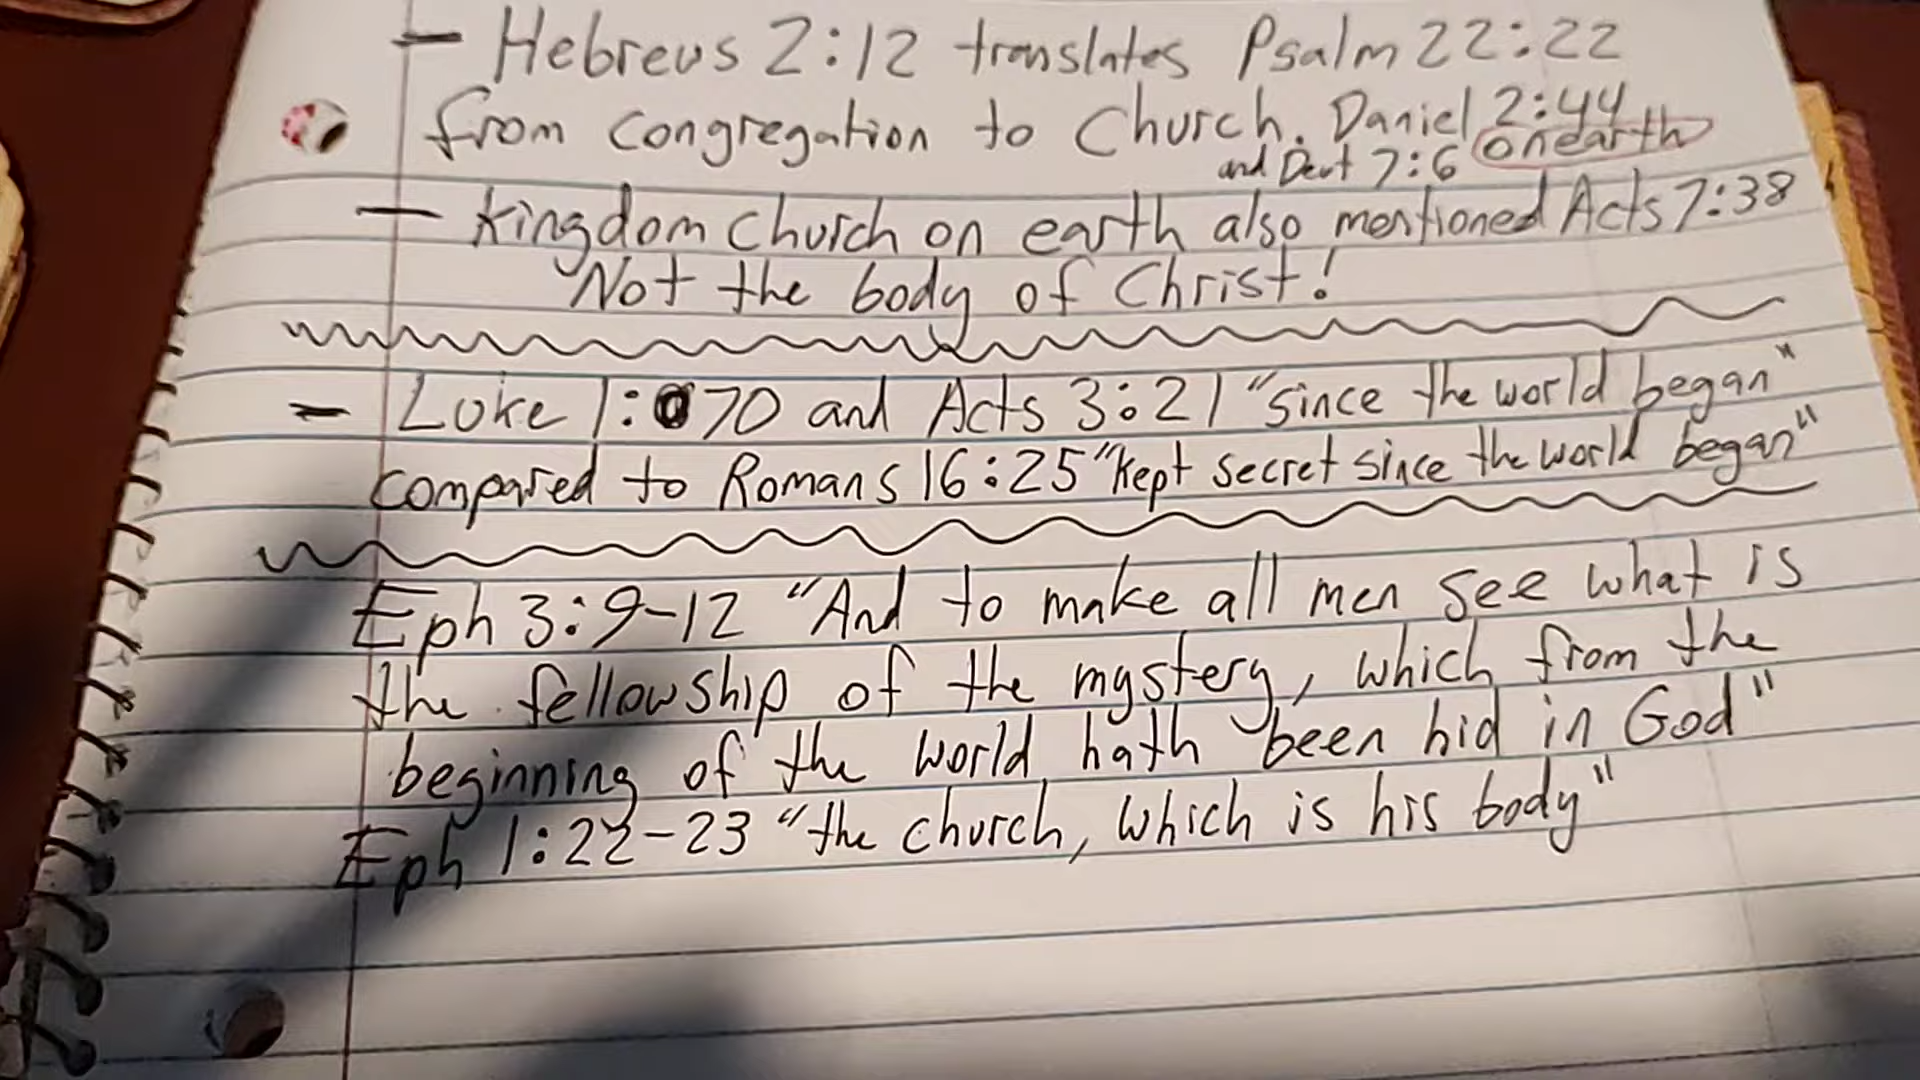 — Hebrews 2:12 translates Psalm 22:22
from congregation to Church. Daniel 2:44
and Deut 7:6 on earth
— Kingdom church on earth also mentioned Acts 7:38
Not the body of Christ!
- Luke 1:70 and Acts 3:21 "since the world began"
compared to Romans 16:25 "kept secret since the world began"
Eph 3:9-12 "And to make all men see what is
the fellowship of the mystery, which from the
beginning of the world hath been hid in God"
Eph 1:22-23 "the church, which is his body"